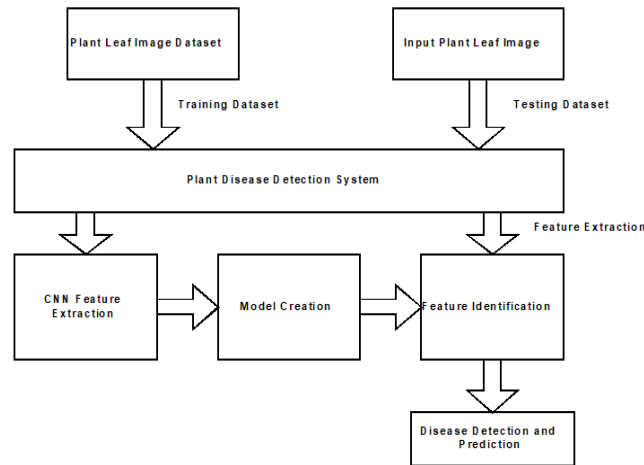 Plant Leaf Image Dataset
Input Plant Leaf Image
Training Dataset
Testing Dataset
Plant Disease Detection System
Feature Extraction
CNN Feature
Extraction
Model Creation
Feature Identification
Disease Detection and
Prediction